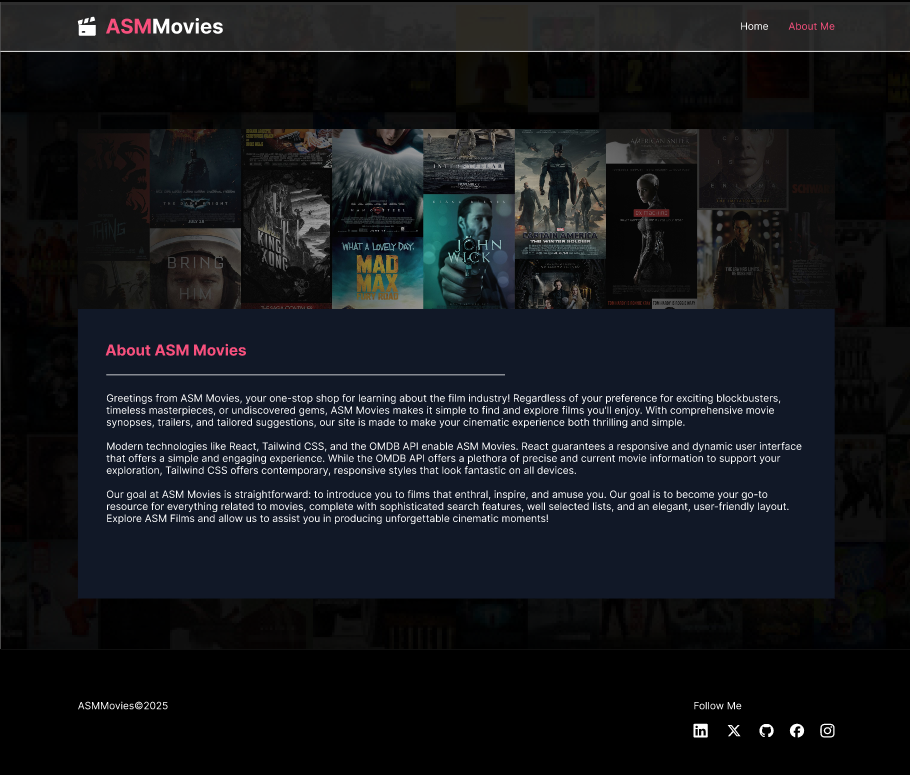 ASMMovies
Home
About Me
INTERSTELLAR
BRING
HIM
KING
KONG
WHAT A LOVELY DAY.
MAD
MAX
JOHN
WICK
CAPTAIN AMERICA
THE WINTER SOLDIER
EX MACHINA
About ASM Movies
Greetings from ASM Movies, your one-stop shop for learning about the film industry! Regardless of your preference for exciting blockbusters,
timeless masterpieces, or undiscovered gems, ASM Movies makes it simple to find and explore films you'll enjoy. With comprehensive movie
synopses, trailers, and tailored suggestions, our site is made to make your cinematic experience both thrilling and simple.
Modern technologies like React, Tailwind CSS, and the OMDB API enable ASM Movies. React guarantees a responsive and dynamic user interface
that offers a simple and engaging experience. While the OMDB API offers a plethora of precise and current movie information to support your
exploration, Tailwind CSS offers contemporary, responsive styles that look fantastic on all devices.
Our goal at ASM Movies is straightforward: to introduce you to films that enthral, inspire, and amuse you. Our goal is to become your go-to
resource for everything related to movies, complete with sophisticated search features, well selected lists, and an elegant, user-friendly layout.
Explore ASM Films and allow us to assist you in producing unforgettable cinematic moments!
ASMMovies©2025
Follow Me